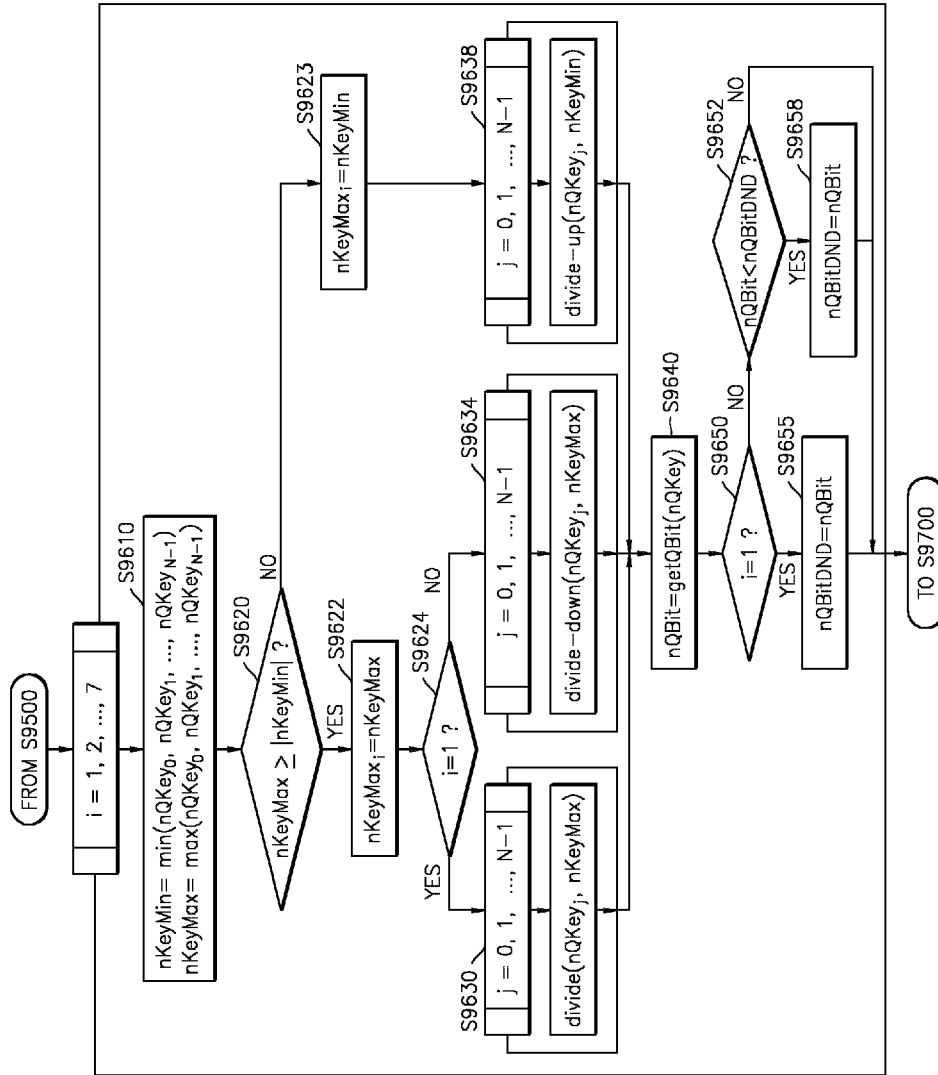 FROM S9500
i = 1, 2, ..., 7
S9610
nKeyMin= min(nQKey₀, nQKey₁, ..., nQKey_N-1)
nKeyMax= max(nQKey₀, nQKey₁, ..., nQKey_N-1)
S9620
nKeyMax ≥ |nKeyMin| ?
NO
YES
S9622
nKeyMaxᵢ=nKeyMax
S9623
nKeyMaxᵢ=nKeyMin
S9624
i=1 ?
YES
NO
S9630
j = 0, 1, ..., N-1
divide(nQKeyⱼ, nKeyMax)
S9634
j = 0, 1, ..., N-1
divide-down(nQKeyⱼ, nKeyMax)
S9638
j = 0, 1, ..., N-1
divide-up(nQKeyⱼ, nKeyMin)
S9640
nQBit=getQBit(nQKey)
S9650
i=1 ?
NO
YES
S9652
nQBit<nQBitDND ?
NO
YES
S9655
nQBitDND=nQBit
S9658
nQBitDND=nQBit
TO S9700